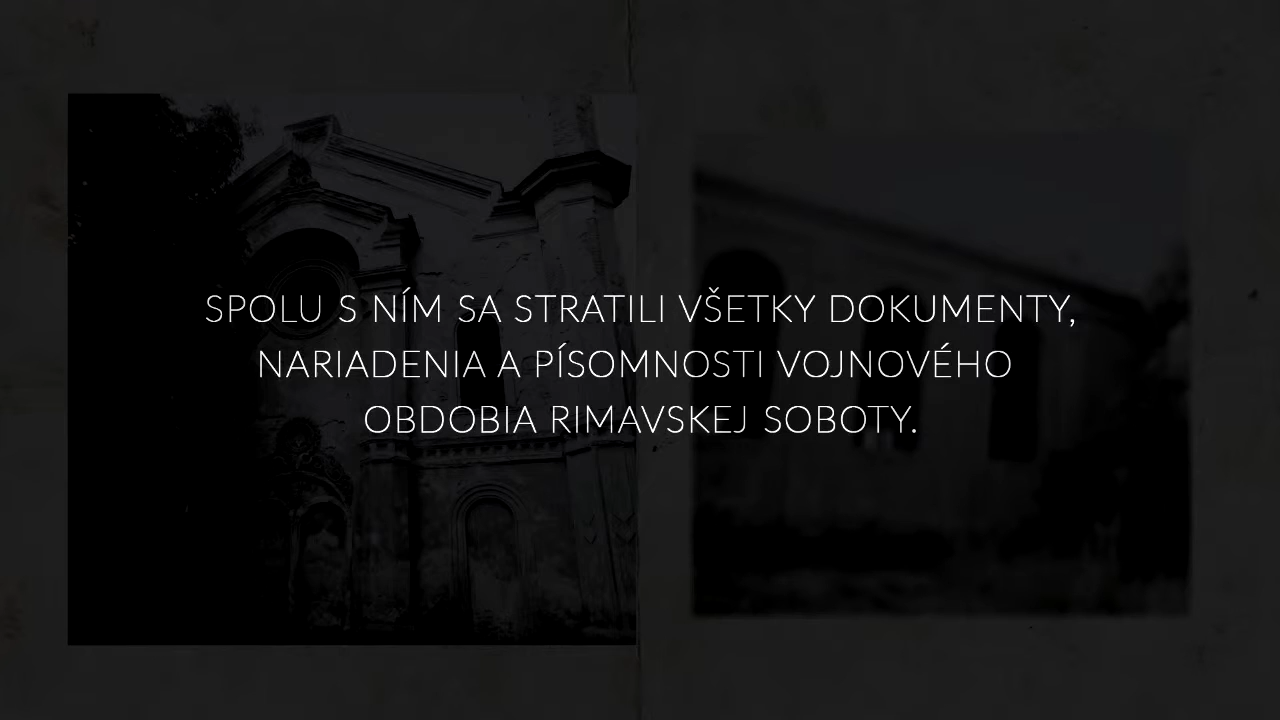 SPOLU S NÍM SA STRATILI VŠETKY DOKUMENTY,
NARIADENIA A PÍSOMNOSTI VOJNOVÉHO
OBDOBIA RIMAVSKEJ SOBOTY.